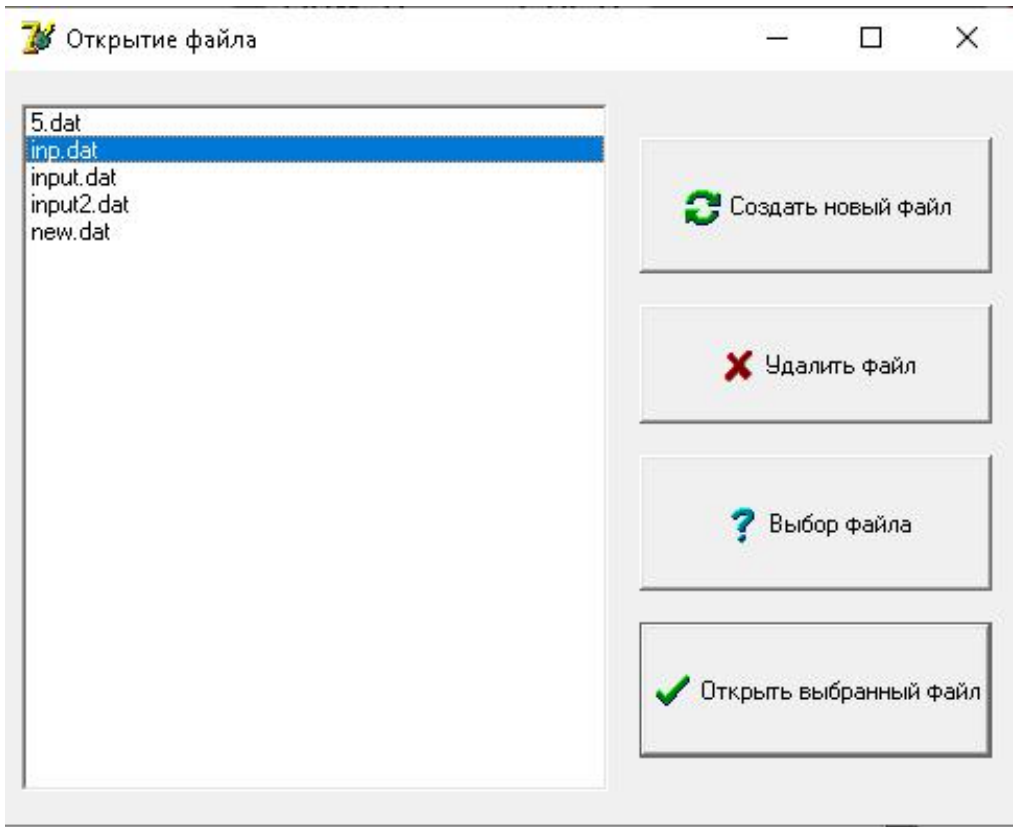 Открытие файла
5.dat
inp.dat
input.dat
input2.dat
new.dat
Создать новый файл
Удалить файл
Выбор файла
Открыть выбранный файл